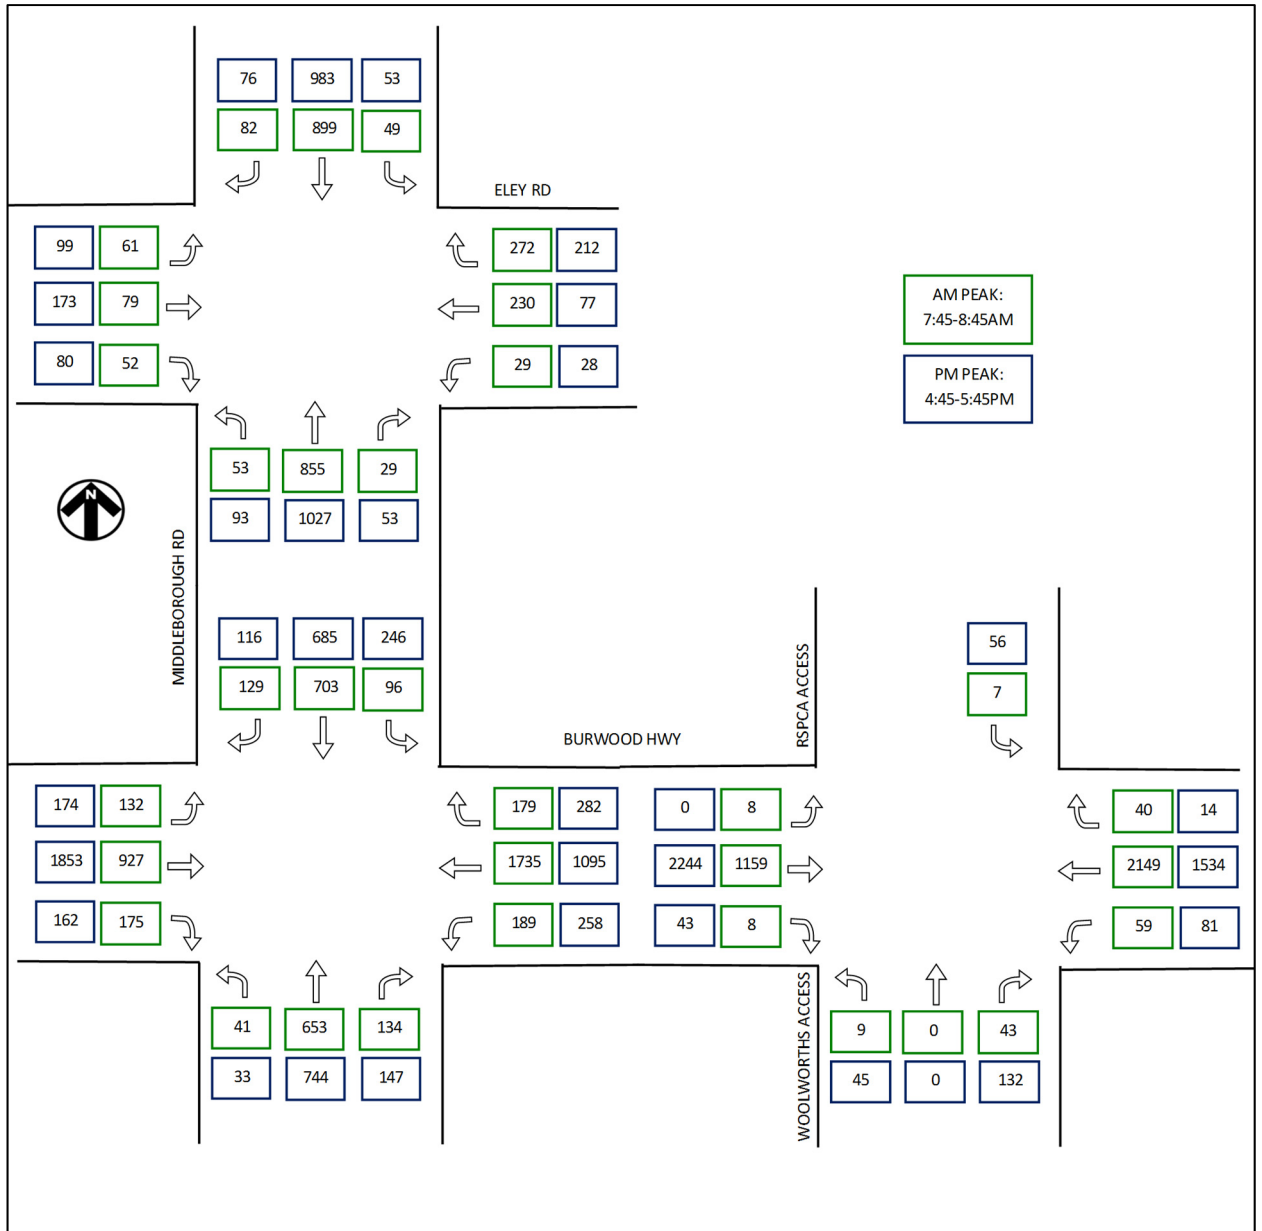 76 983 53
82 899 49
ELEY RD
99 61 272 212
173 79 230 77
80 52 29 28
AM PEAK:
7:45-8:45AM
PM PEAK:
4:45-5:45PM
53 855 29
93 1027 53
N
MIDDLEBOROUGH RD
116 685 246
129 703 96
RSPCA ACCESS
56
7
BURWOOD HWY
174 132 179 282 0 8 40 14
1853 927 1735 1095 2244 1159 2149 1534
162 175 189 258 43 8 59 81
WOOLWORTHS ACCESS
41 653 134 9 0 43
33 744 147 45 0 132